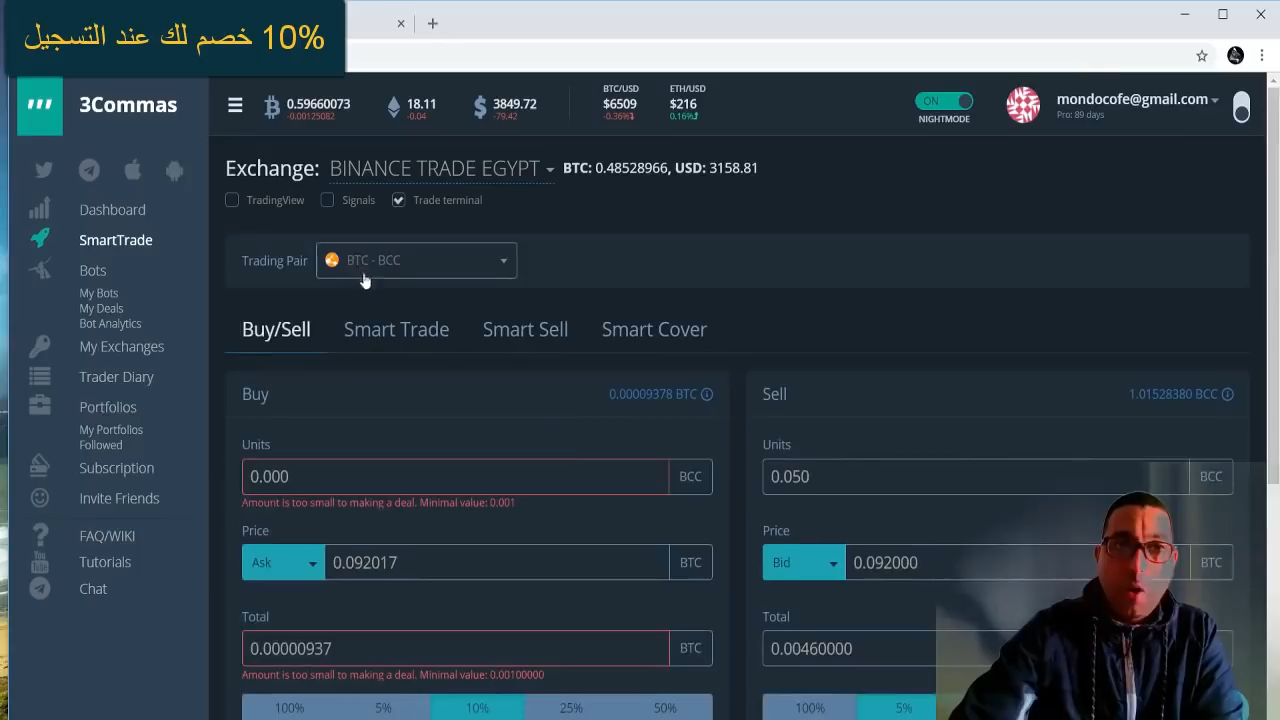 10% خصم لك عند التسجيل
3Commas
0.59660073
-0.00125082
18.11
-0.04
3849.72
-79.42
BTC/USD
$6509
-0.36%
ETH/USD
$216
0.16%
ON
NIGHTMODE
mondocofe@gmail.com
Pro: 89 days
Exchange: BINANCE TRADE EGYPT BTC: 0.48528966, USD: 3158.81
TradingView Signals Trade terminal
Dashboard
SmartTrade
Bots
My Bots
My Deals
Bot Analytics
My Exchanges
Trader Diary
Portfolios
My Portfolios
Followed
Subscription
Invite Friends
FAQ/WIKI
You Tube
Tutorials
Chat
Trading Pair BTC - BCC
Buy/Sell Smart Trade Smart Sell Smart Cover
Buy 0.00009378 BTC
Units
0.000 BCC
Amount is too small to making a deal. Minimal value: 0.001
Price
Ask 0.092017 BTC
Total
0.00000937 BTC
Amount is too small to making a deal. Minimal value: 0.00100000
100% 5% 10% 25% 50%
Sell 1.01528380 BCC
Units
0.050 BCC
Price
Bid 0.092000 BTC
Total
0.00460000
100% 5%